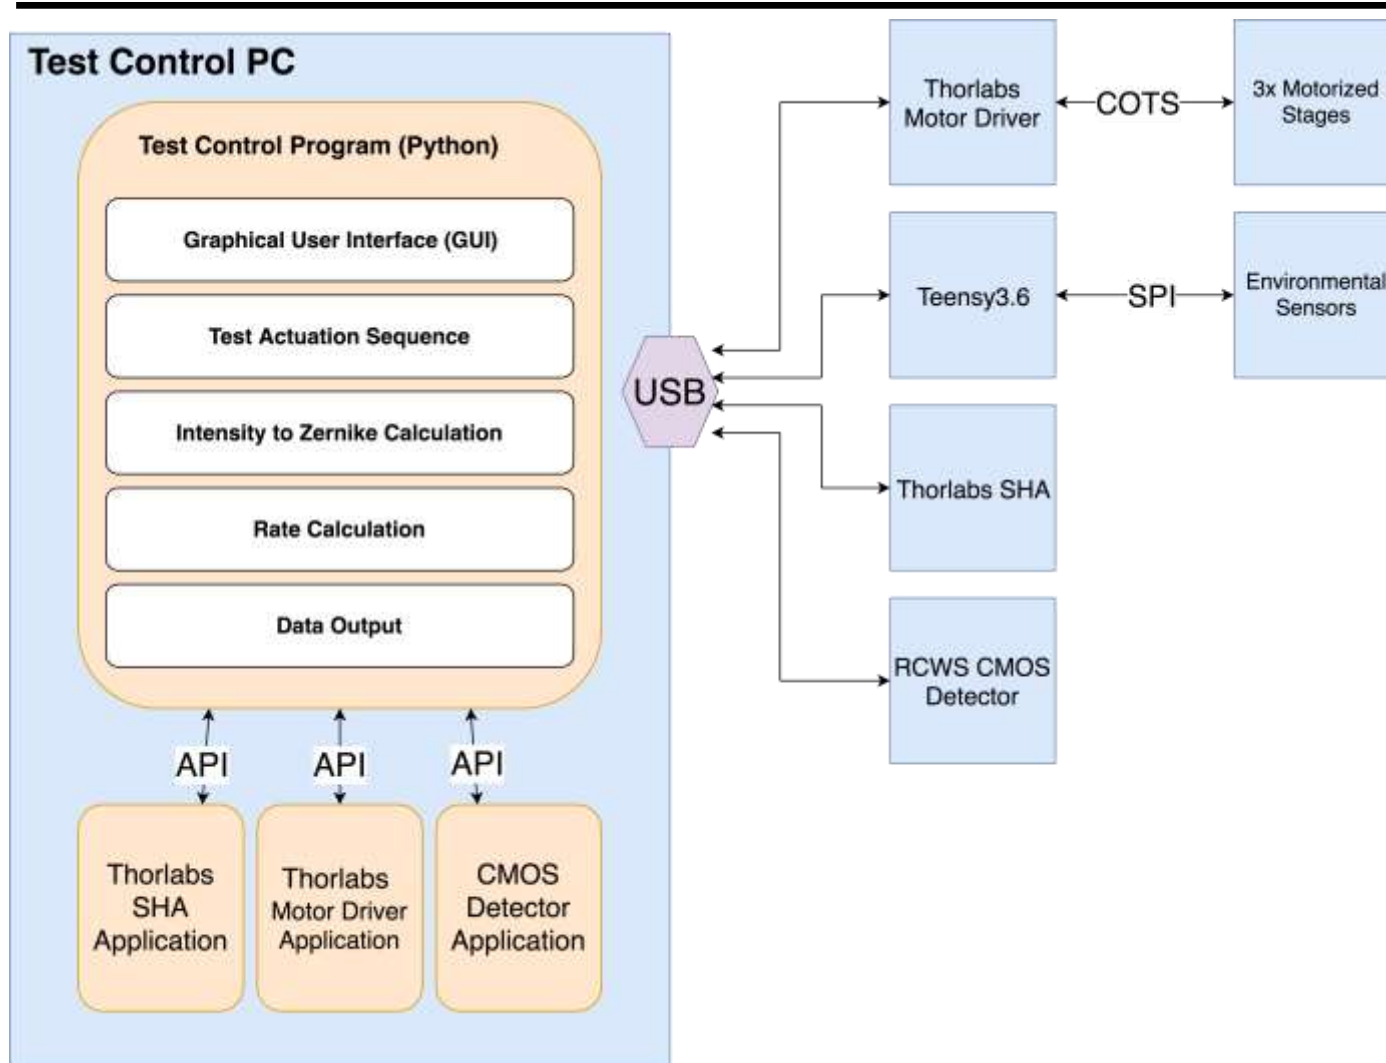 Test Control PC
Test Control Program (Python)
Graphical User Interface (GUI)
Test Actuation Sequence
Intensity to Zernike Calculation
Rate Calculation
Data Output
API
API
API
Thorlabs
SHA
Application
Thorlabs
Motor Driver
Application
CMOS
Detector
Application
USB
Thorlabs
Motor Driver
COTS
3x Motorized
Stages
Teensy3.6
SPI
Environmental
Sensors
Thorlabs SHA
RCWS CMOS
Detector